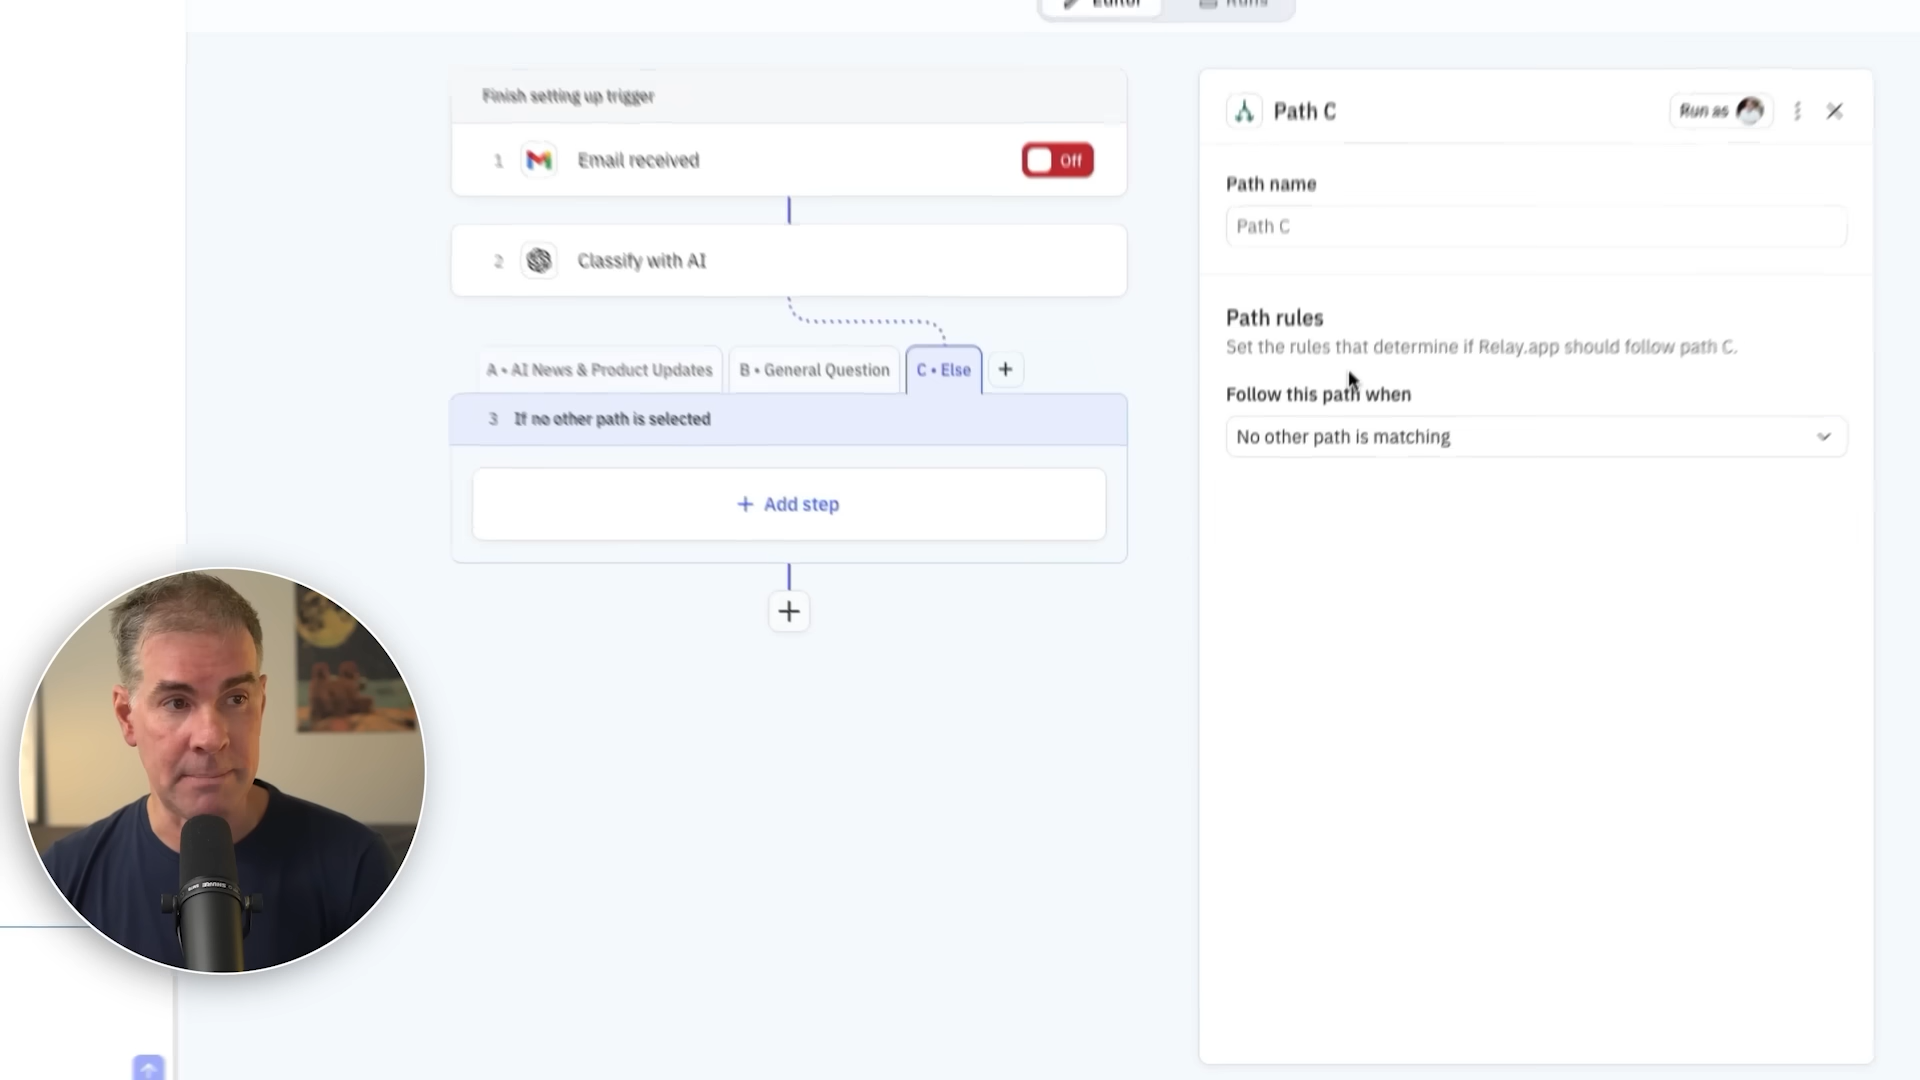 Editor
Runs
Finish setting up trigger
1 Email received Off
2 Classify with AI
A • AI News & Product Updates B • General Question C • Else +
3 If no other path is selected
+ Add step
+
Path C Run as
Path name
Path C
Path rules
Set the rules that determine if Relay.app should follow path C.
Follow this path when
No other path is matching